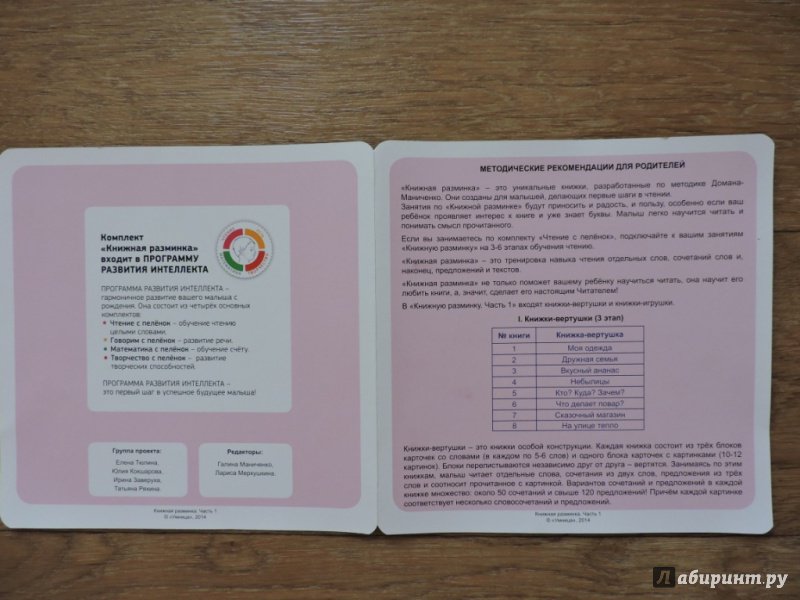 Комплект
«Книжная разминка»
входит в ПРОГРАММУ
РАЗВИТИЯ ИНТЕЛЛЕКТА
ПРОГРАММА РАЗВИТИЯ ИНТЕЛЛЕКТА –
гармоничное развитие вашего малыша с
рождения. Она состоит из четырёх основных
комплектов:
• Чтение с пелёнок – обучение чтению
целыми словами.
• Говорим с пелёнок – развитие речи.
• Математика с пелёнок – обучение счёту.
• Творчество с пелёнок – развитие
творческих способностей.
ПРОГРАММА РАЗВИТИЯ ИНТЕЛЛЕКТА –
это первый шаг в успешное будущее малыша!
Группа проекта:
Елена Тюлина,
Юлия Кокшарова,
Ирина Заверуха,
Татьяна Рякина.
Редакторы:
Галина Маниченко,
Лариса Меркушкина.
Книжная разминка. Часть 1
© «Умница», 2014
МЕТОДИЧЕСКИЕ РЕКОМЕНДАЦИИ ДЛЯ РОДИТЕЛЕЙ
«Книжная разминка» – это уникальные книжки, разработанные по методике Домана-
Маниченко. Они созданы для малышей, делающих первые шаги в чтении.
Занятия по «Книжной разминке» будут приносить и радость, и пользу, особенно если ваш
ребёнок проявляет интерес к книге и уже знает буквы. Малыш легко научится читать и
понимать смысл прочитанного.
Если вы занимаетесь по комплекту «Чтение с пелёнок», подключайте к вашим занятиям
«Книжную разминку» на 3-6 этапах обучения чтению.
«Книжная разминка» – это тренировка навыка чтения отдельных слов, сочетаний слов и,
наконец, предложений и текстов.
«Книжная разминка» не только поможет вашему ребёнку научиться читать, она научит его
любить книги, а, значит, сделает его настоящим Читателем!
В «Книжную разминку. Часть 1» входят книжки-вертушки и книжки-игрушки.
I. Книжки-вертушки (3 этап)
№ книги Книжка-вертушка
1 Моя одежда
2 Дружная семья
3 Вкусный ананас
4 Небылицы
5 Кто? Куда? Зачем?
6 Что делает повар?
7 Сказочный магазин
8 На улице тепло
Книжки-вертушки – это книжки особой конструкции. Каждая книжка состоит из трёх блоков
карточек со словами (в каждом по 5-6 слов) и одного блока карточек с картинками (10-12
картинок). Блоки перелистываются независимо друг от друга – вертятся. Занимаясь по этим
книжкам, малыш читает отдельные слова, сочетания из двух слов, предложения из трёх
слов и соотносит прочитанное с картинкой. Вариантов сочетаний и предложений в каждой
книжке множество: около 50 сочетаний и свыше 120 предложений! Причём каждой картинке
соответствует несколько словосочетаний и предложений.
Книжная разминка. Часть 1
© «Умница», 2014
Лабиринт.ру